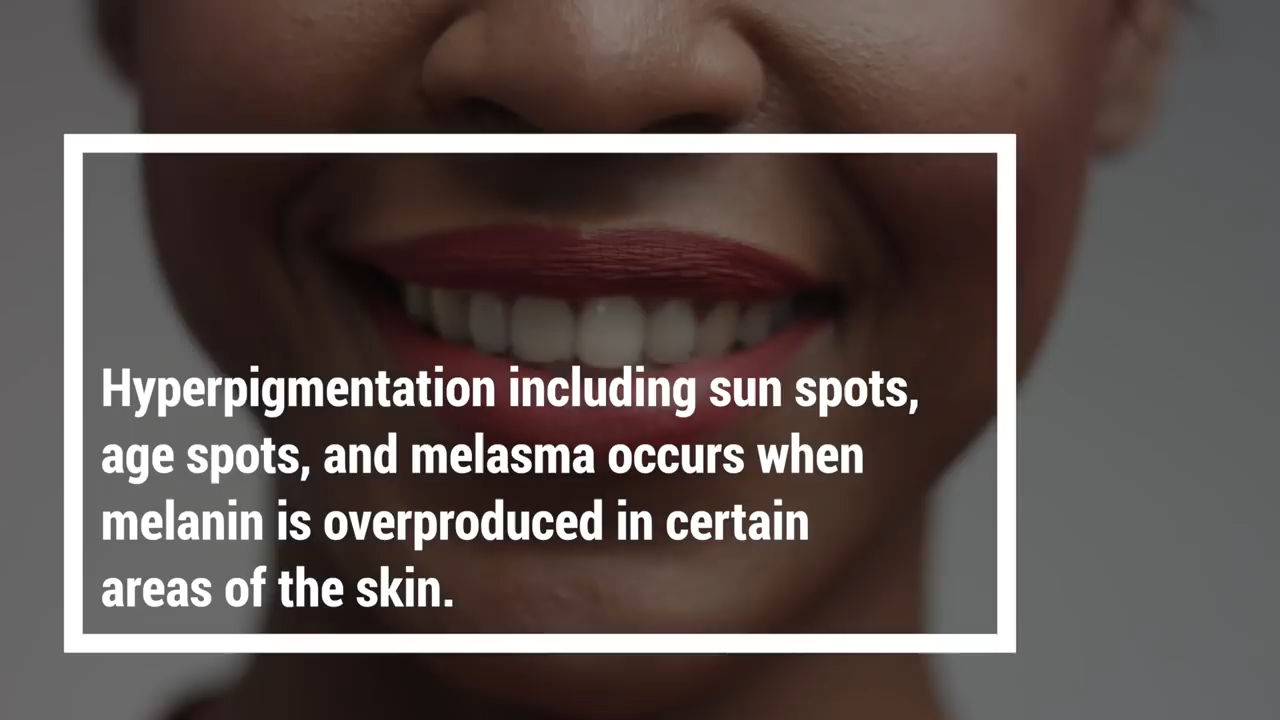 Hyperpigmentation including sun spots,
age spots, and melasma occurs when
melanin is overproduced in certain
areas of the skin.